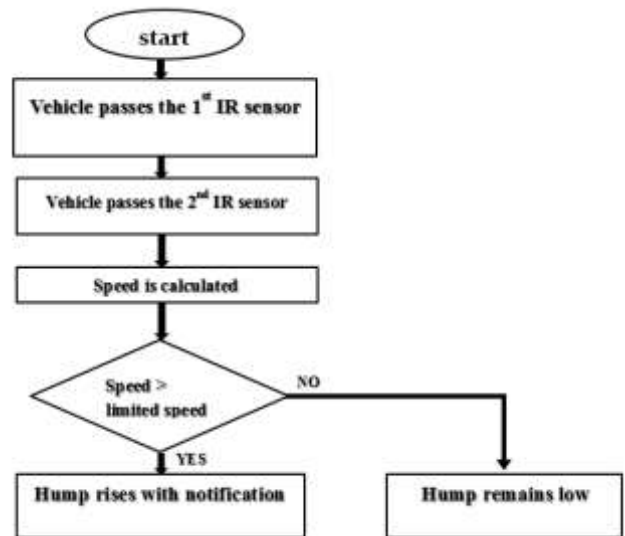 start
Vehicle passes the 1st IR sensor
Vehicle passes the 2nd IR sensor
Speed is calculated
Speed >
limited speed
NO
YES
Hump rises with notification
Hump remains low